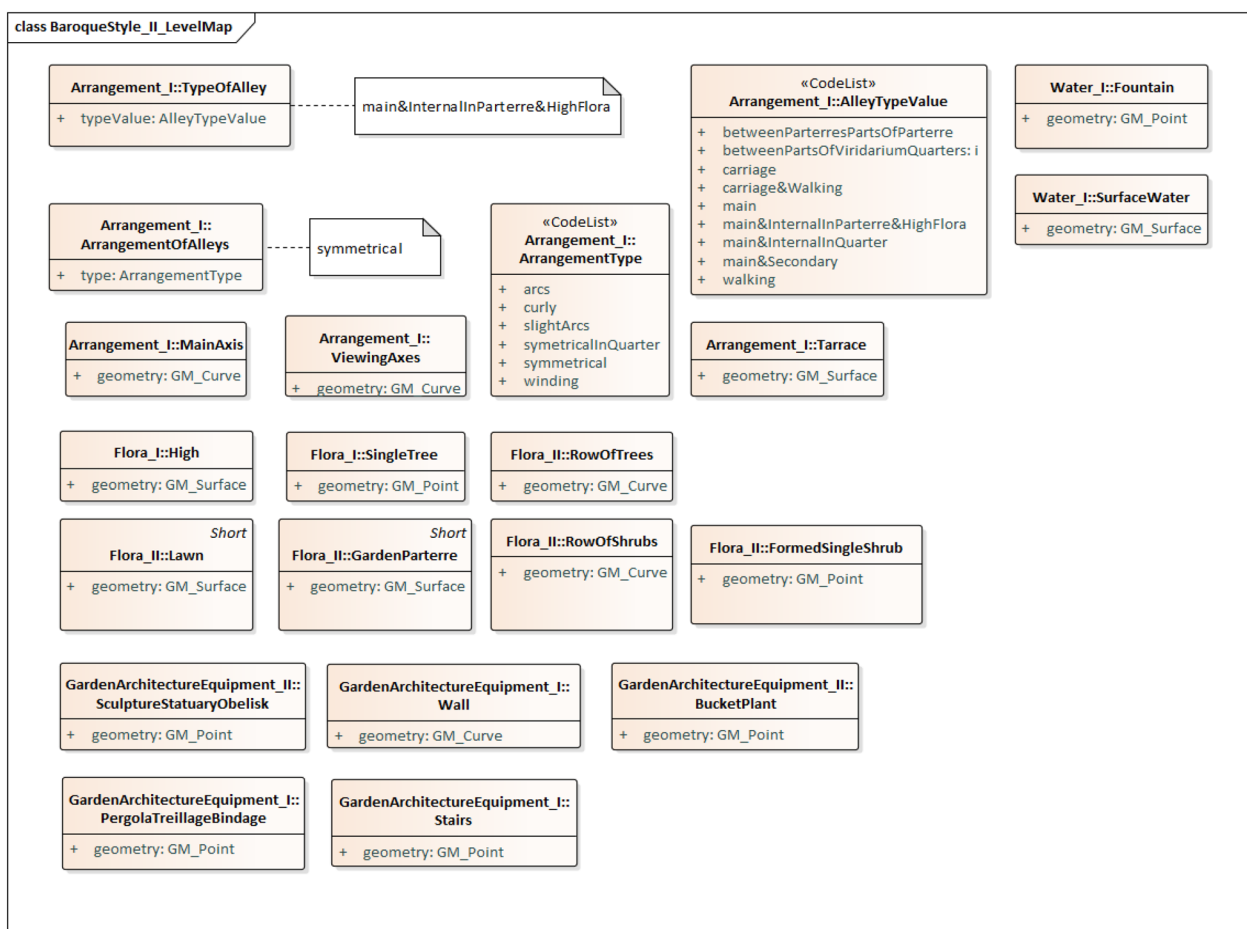 class BaroqueStyle_II_LevelMap
Arrangement_I::TypeOfAlley
+ typeValue: AlleyTypeValue
main&InternalInParterre&HighFlora
«CodeList»
Arrangement_I::AlleyTypeValue
+ betweenParterresPartsOfParterre
+ betweenPartsOfViridariumQuarters: i
+ carriage
+ carriage&Walking
+ main
+ main&InternalInParterre&HighFlora
+ main&InternalInQuarter
+ main&Secondary
+ walking
Water_I::Fountain
+ geometry: GM_Point
Water_I::SurfaceWater
+ geometry: GM_Surface
Arrangement_I::
ArrangementOfAlleys
+ type: ArrangementType
symmetrical
«CodeList»
Arrangement_I::
ArrangementType
+ arcs
+ curly
+ slightArcs
+ symetricalInQuarter
+ symmetrical
+ winding
Arrangement_I::MainAxis
+ geometry: GM_Curve
Arrangement_I::
ViewingAxes
+ geometry: GM_Curve
Arrangement_I::Tarrace
+ geometry: GM_Surface
Flora_I::High
+ geometry: GM_Surface
Flora_I::SingleTree
+ geometry: GM_Point
Flora_II::RowOfTrees
+ geometry: GM_Curve
Short
Flora_II::Lawn
+ geometry: GM_Surface
Short
Flora_II::GardenParterre
+ geometry: GM_Surface
Flora_II::RowOfShrubs
+ geometry: GM_Curve
Flora_II::FormedSingleShrub
+ geometry: GM_Point
GardenArchitectureEquipment_II::
SculptureStatuaryObelisk
+ geometry: GM_Point
GardenArchitectureEquipment_I::
Wall
+ geometry: GM_Curve
GardenArchitectureEquipment_II::
BucketPlant
+ geometry: GM_Point
GardenArchitectureEquipment_I::
PergolaTreillageBindage
+ geometry: GM_Point
GardenArchitectureEquipment_I::
Stairs
+ geometry: GM_Point